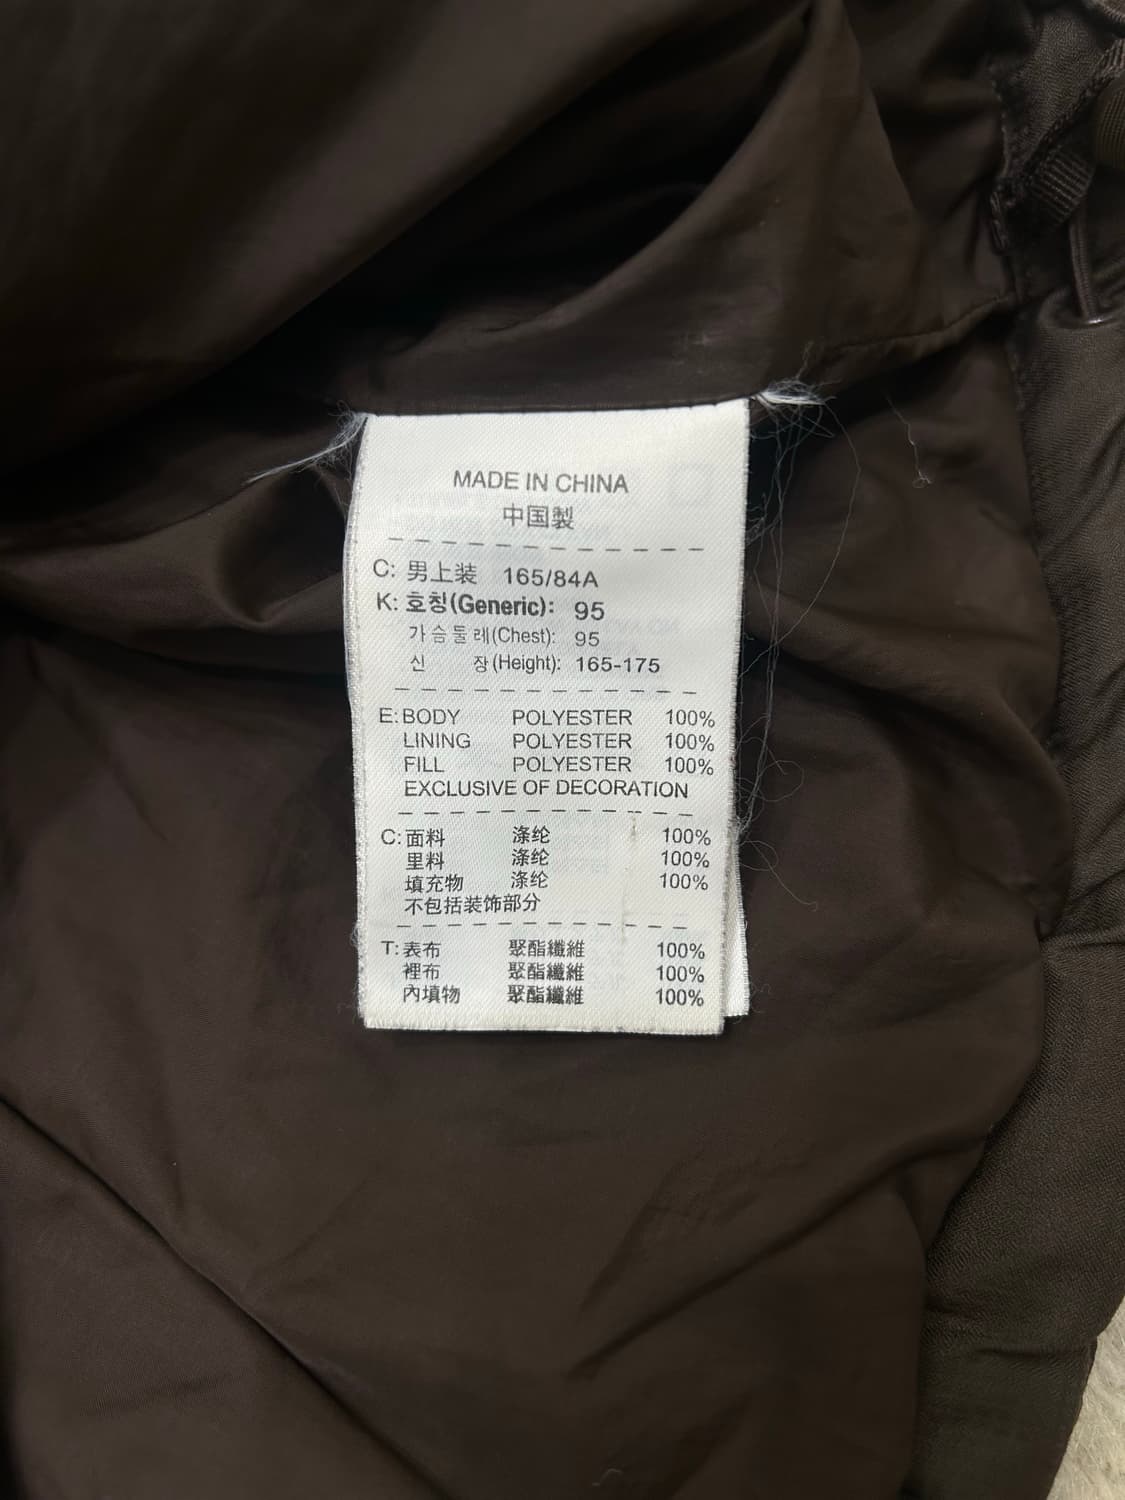 MADE IN CHINA
中国製
C: 男上装 165/84A
K: 호칭(Generic): 95
가슴둘레(Chest): 95
신 장(Height): 165-175
E: BODY POLYESTER 100%
LINING POLYESTER 100%
FILL POLYESTER 100%
EXCLUSIVE OF DECORATION
C: 面料 涤纶 100%
里料 涤纶 100%
填充物 涤纶 100%
不包括装饰部分
T: 表布 聚酯纖維 100%
裡布 聚酯纖維 100%
內填物 聚酯纖維 100%